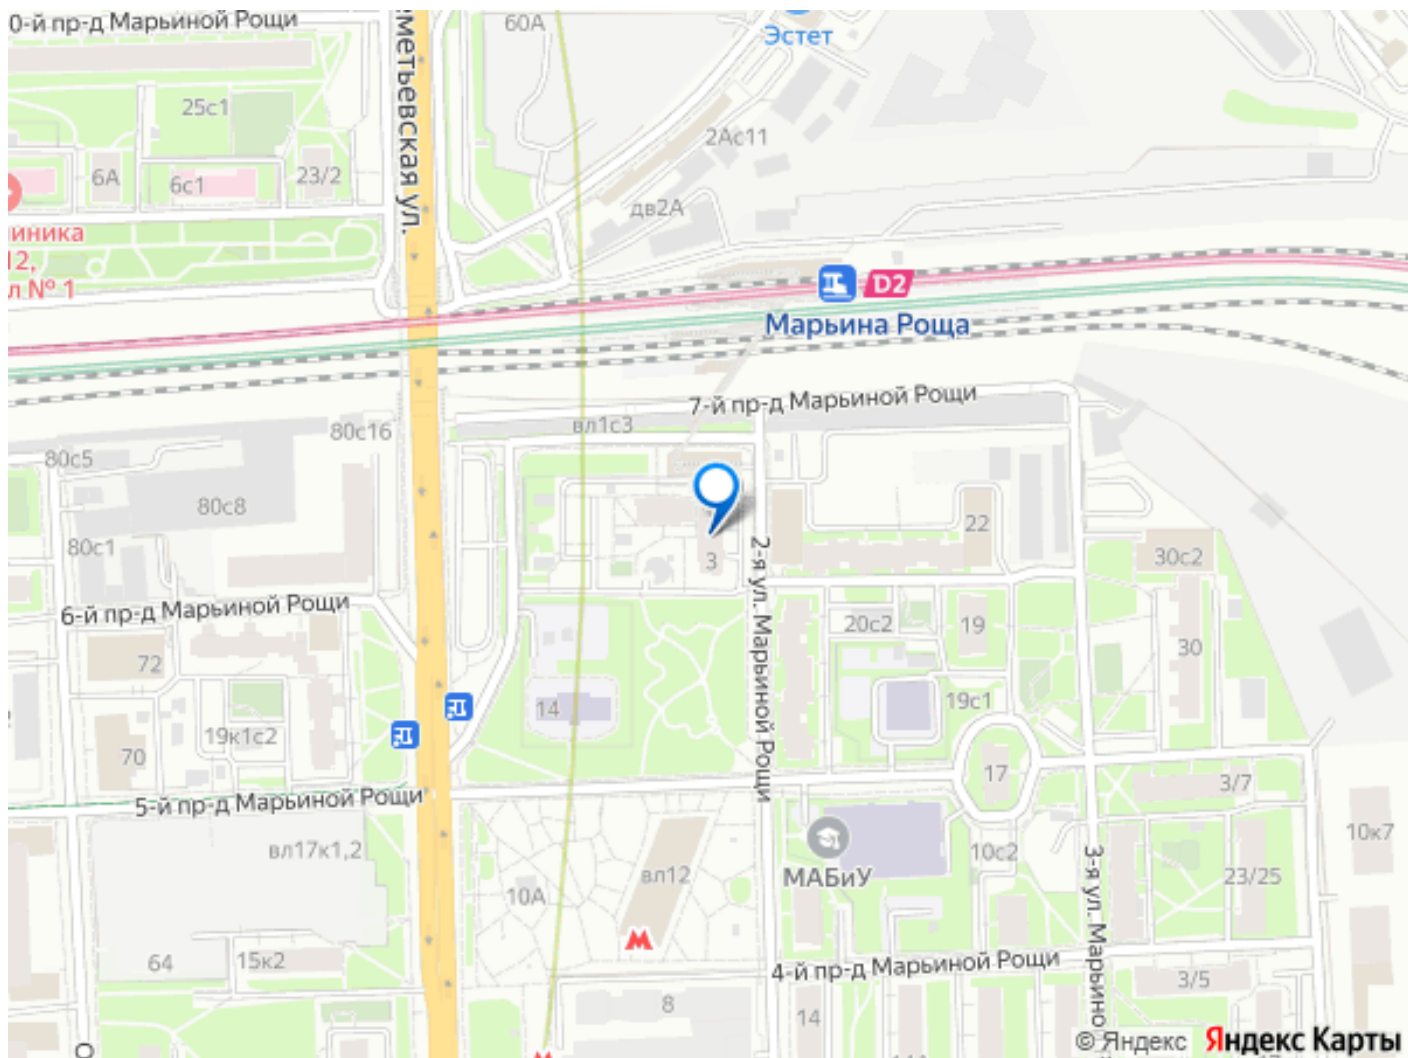 0-й пр-д Марьиной Рощи
60А
Эстет
метьевская ул.
25с1
2Ас11
6А
6с1
23/2
дв2А
иника
12,
л № 1
D2
Марьина Роща
7-й пр-д Марьиной Рощи
80с16
вл1с3
80с5
80с8
22
80с1
3
30с2
2-я ул. Марьиной Рощи
6-й пр-д Марьиной Рощи
20с2
19
72
30
14
19с1
19к1с2
70
17
3/7
5-й пр-д Марьиной Рощи
10к7
вл17к1,2
10с2
МАБиУ
вл12
10А
23/25
3-я ул. Марьино
64
15к2
4-й пр-д Марьиной Рощи
3/5
8
14
© Яндекс
Яндекс Карты